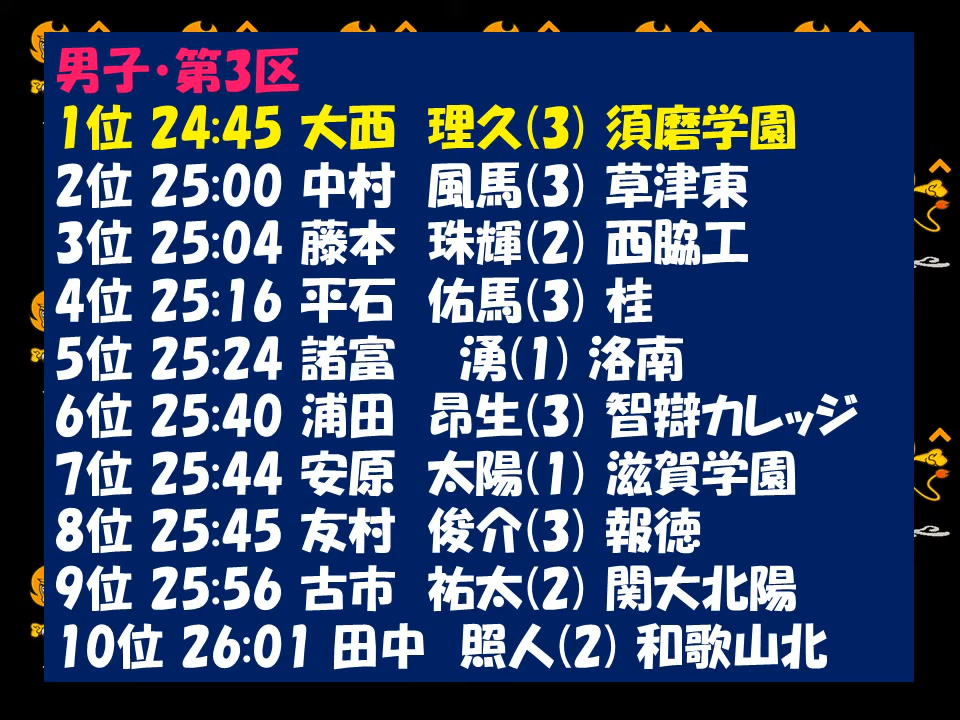 男子・第3区
1位 24:45 大西　理久(3) 須磨学園
2位 25:00 中村　風馬(3) 草津東
3位 25:04 藤本　珠輝(2) 西脇工
4位 25:16 平石　佑馬(3) 桂
5位 25:24 諸富　湧(1) 洛南
6位 25:40 浦田　昂生(3) 智辯カレッジ
7位 25:44 安原　太陽(1) 滋賀学園
8位 25:45 友村　俊介(3) 報徳
9位 25:56 古市　祐太(2) 関大北陽
10位 26:01 田中　照人(2) 和歌山北